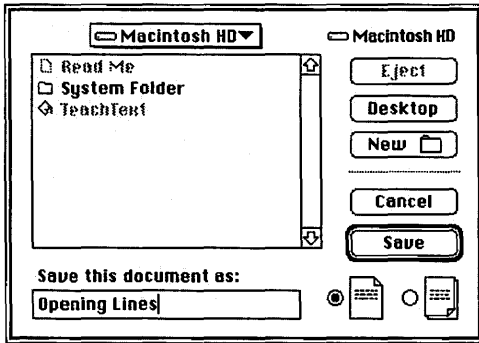 Macintosh HD
Macintosh HD
Read Me
System Folder
TeachText
Eject
Desktop
New
Cancel
Save
Save this document as:
Opening Lines